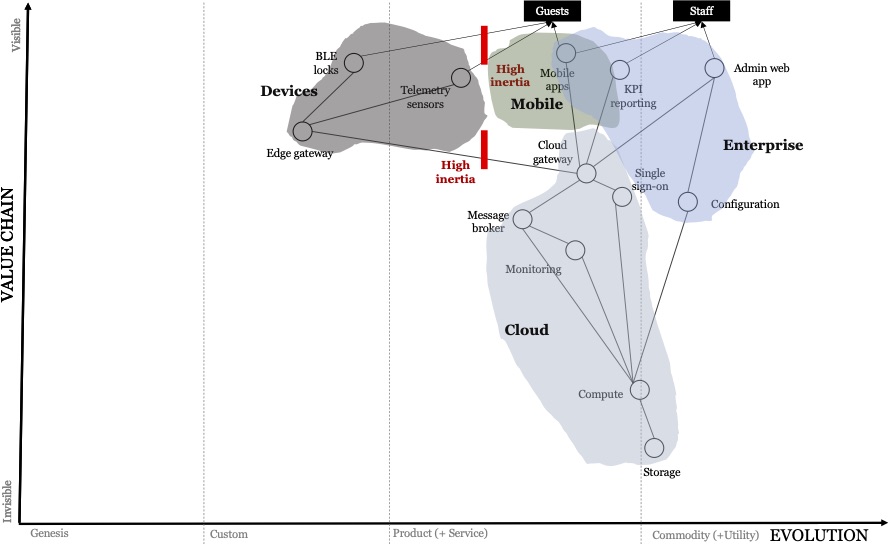 Guests
Staff
Visible
BLE
locks
High
inertia
Mobile
apps
Admin web
app
Devices
Telemetry
sensors
KPI
reporting
Mobile
Edge gateway
Cloud
gateway
Enterprise
High
inertia
Single
sign-on
Configuration
Message
broker
VALUE CHAIN
Monitoring
Cloud
Compute
Storage
Invisible
Genesis
Custom
Product (+ Service)
Commodity (+Utility)
EVOLUTION